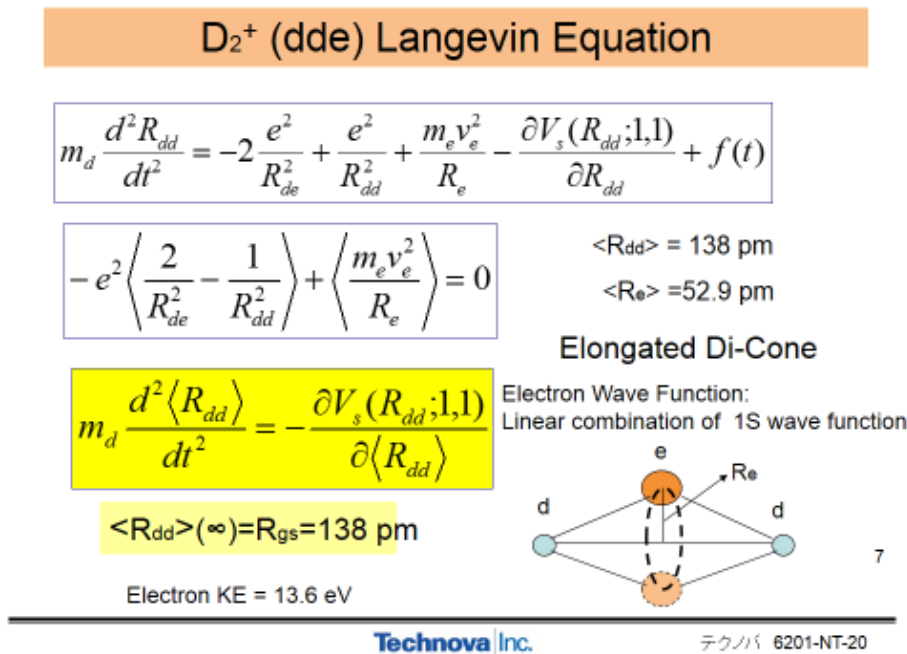 D₂⁺ (dde) Langevin Equation
m_d d²R_dd/dt² = −2 e²/R_de² + e²/R_dd² + m_e v_e²/R_e − ∂V_s(R_dd;1,1)/∂R_dd + f(t)
−e²⟨2/R_de² − 1/R_dd²⟩ + ⟨m_e v_e²/R_e⟩ = 0
<Rdd> = 138 pm
<Re> =52.9 pm
Elongated Di-Cone
m_d d²⟨R_dd⟩/dt² = −∂V_s(R_dd;1,1)/∂⟨R_dd⟩
Electron Wave Function:
Linear combination of 1S wave function
e
Re
d
d
<Rdd>(∞)=Rgs=138 pm
Electron KE = 13.6 eV
7
Technova Inc.
テクノバ 6201-NT-20